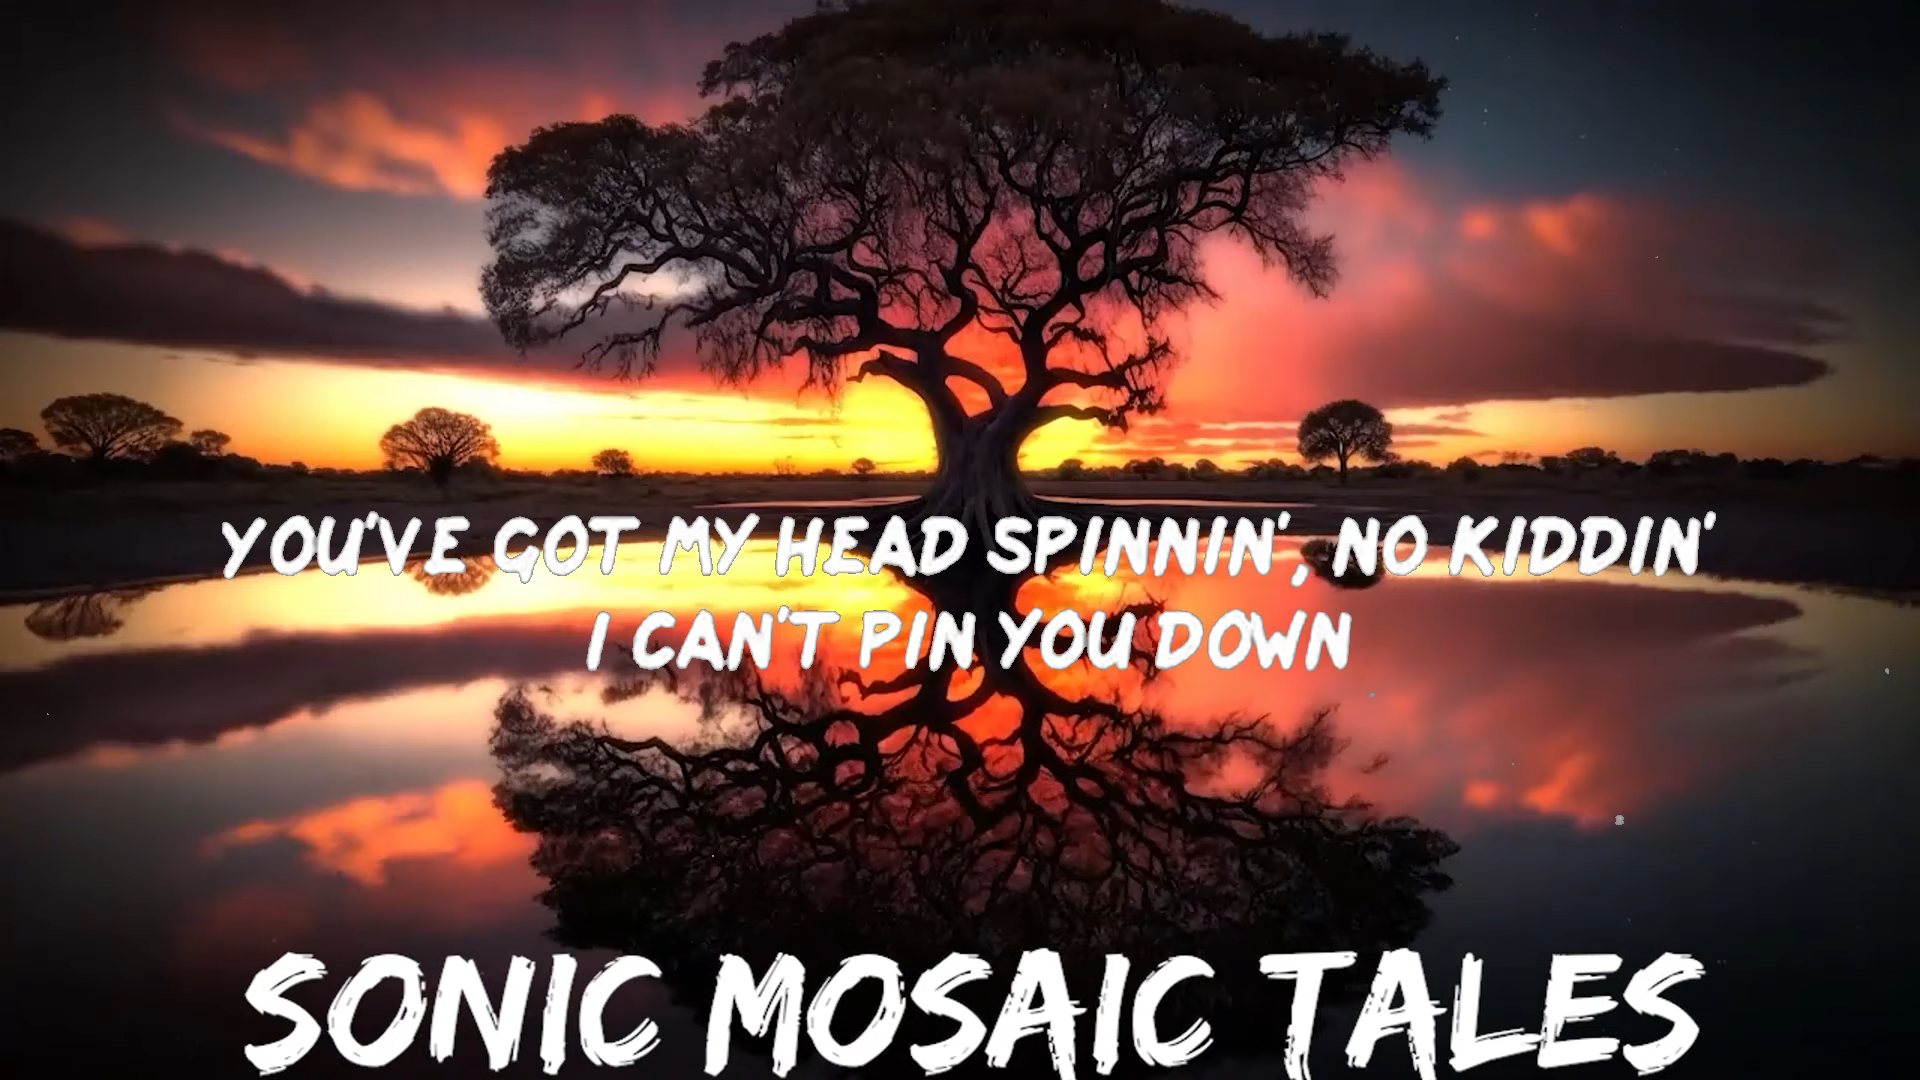 YOU'VE GOT MY HEAD SPINNIN', NO KIDDIN'
I CAN'T PIN YOU DOWN
SONIC MOSAIC TALES